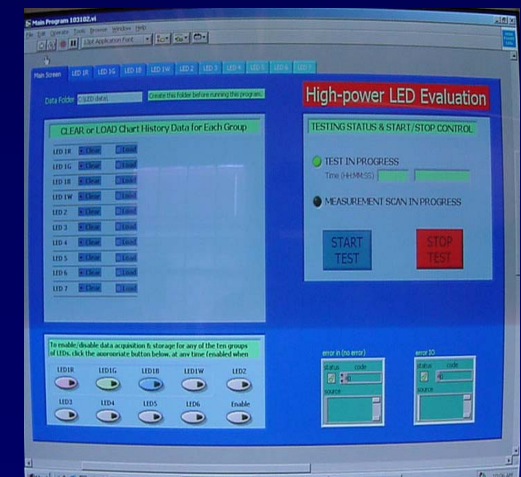 Main Program 103102.vi
File Edit Operate Tools Browse Window Help
13pt Application Font
Main Screen LED 1R LED 1G LED 1B LED 1W LED 2 LED 3 LED 4 LED 5 LED 6 LED 7
High-power LED Evaluation
Data Folder C:\LED data\ Create this folder before running this program.
CLEAR or LOAD Chart History Data for Each Group
LED 1R Clear Load
LED 1G Clear Load
LED 1B Clear Load
LED 1W Clear Load
LED 2 Clear Load
LED 3 Clear Load
LED 4 Clear Load
LED 5 Clear Load
LED 6 Clear Load
LED 7 Clear Load
TESTING STATUS & START/STOP CONTROL
TEST IN PROGRESS
Time (HH:MM:SS)
MEASUREMENT SCAN IN PROGRESS
START TEST
STOP TEST
To enable/disable data acquisition & storage for any of the ten groups
of LEDs, click the appropriate button below, at any time (enabled when
LED1R LED1G LED1B LED1W LED2
LED3 LED4 LED5 LED6 Enable
error in (no error)
status code
source
error IO
status code
source